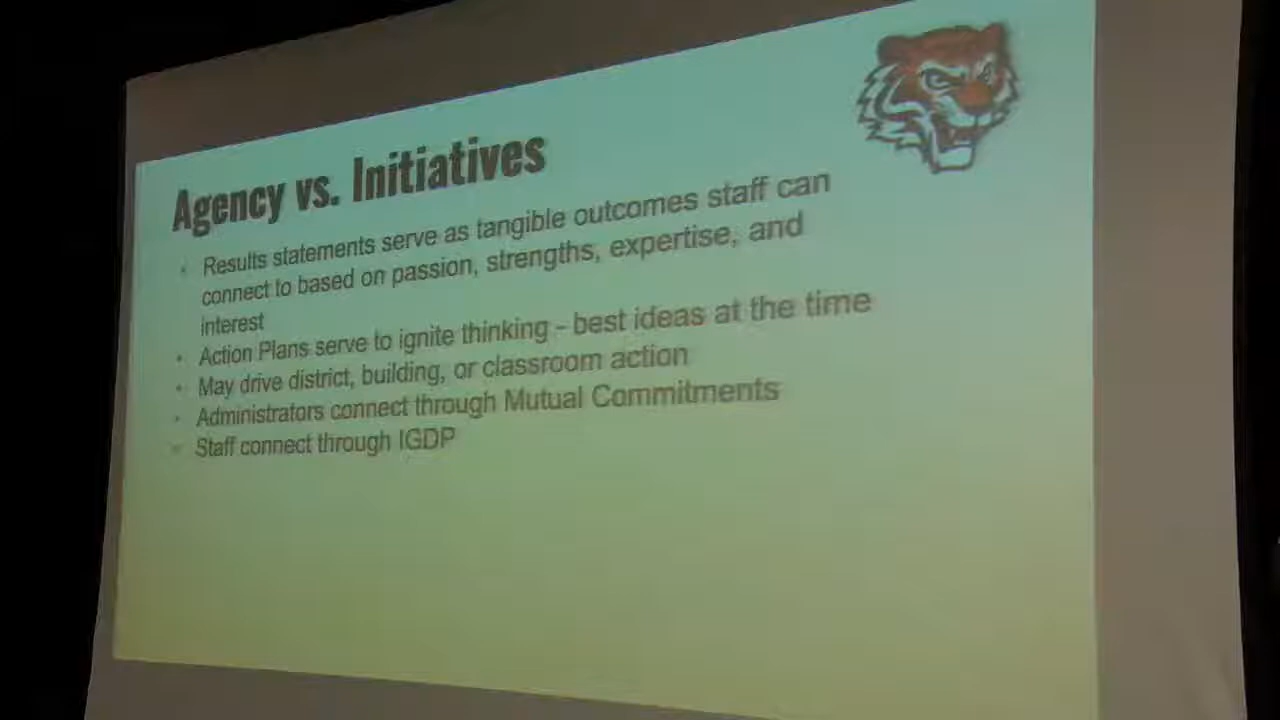 Agency vs. Initiatives
Results statements serve as tangible outcomes staff can
connect to based on passion, strengths, expertise, and
interest
Action Plans serve to ignite thinking - best ideas at the time
May drive district, building, or classroom action
Administrators connect through Mutual Commitments
Staff connect through IGDP